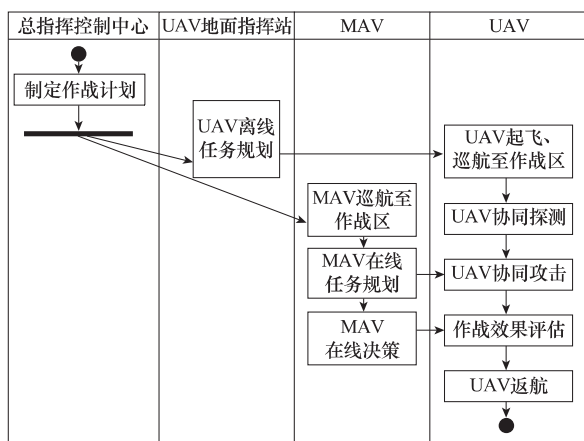 总指挥控制中心
UAV地面指挥站
MAV
UAV
制定作战计划
UAV离线
任务规划
UAV起飞、
巡航至作战区
MAV巡航至
作战区
UAV协同探测
MAV在线
任务规划
UAV协同攻击
MAV
在线决策
作战效果评估
UAV返航